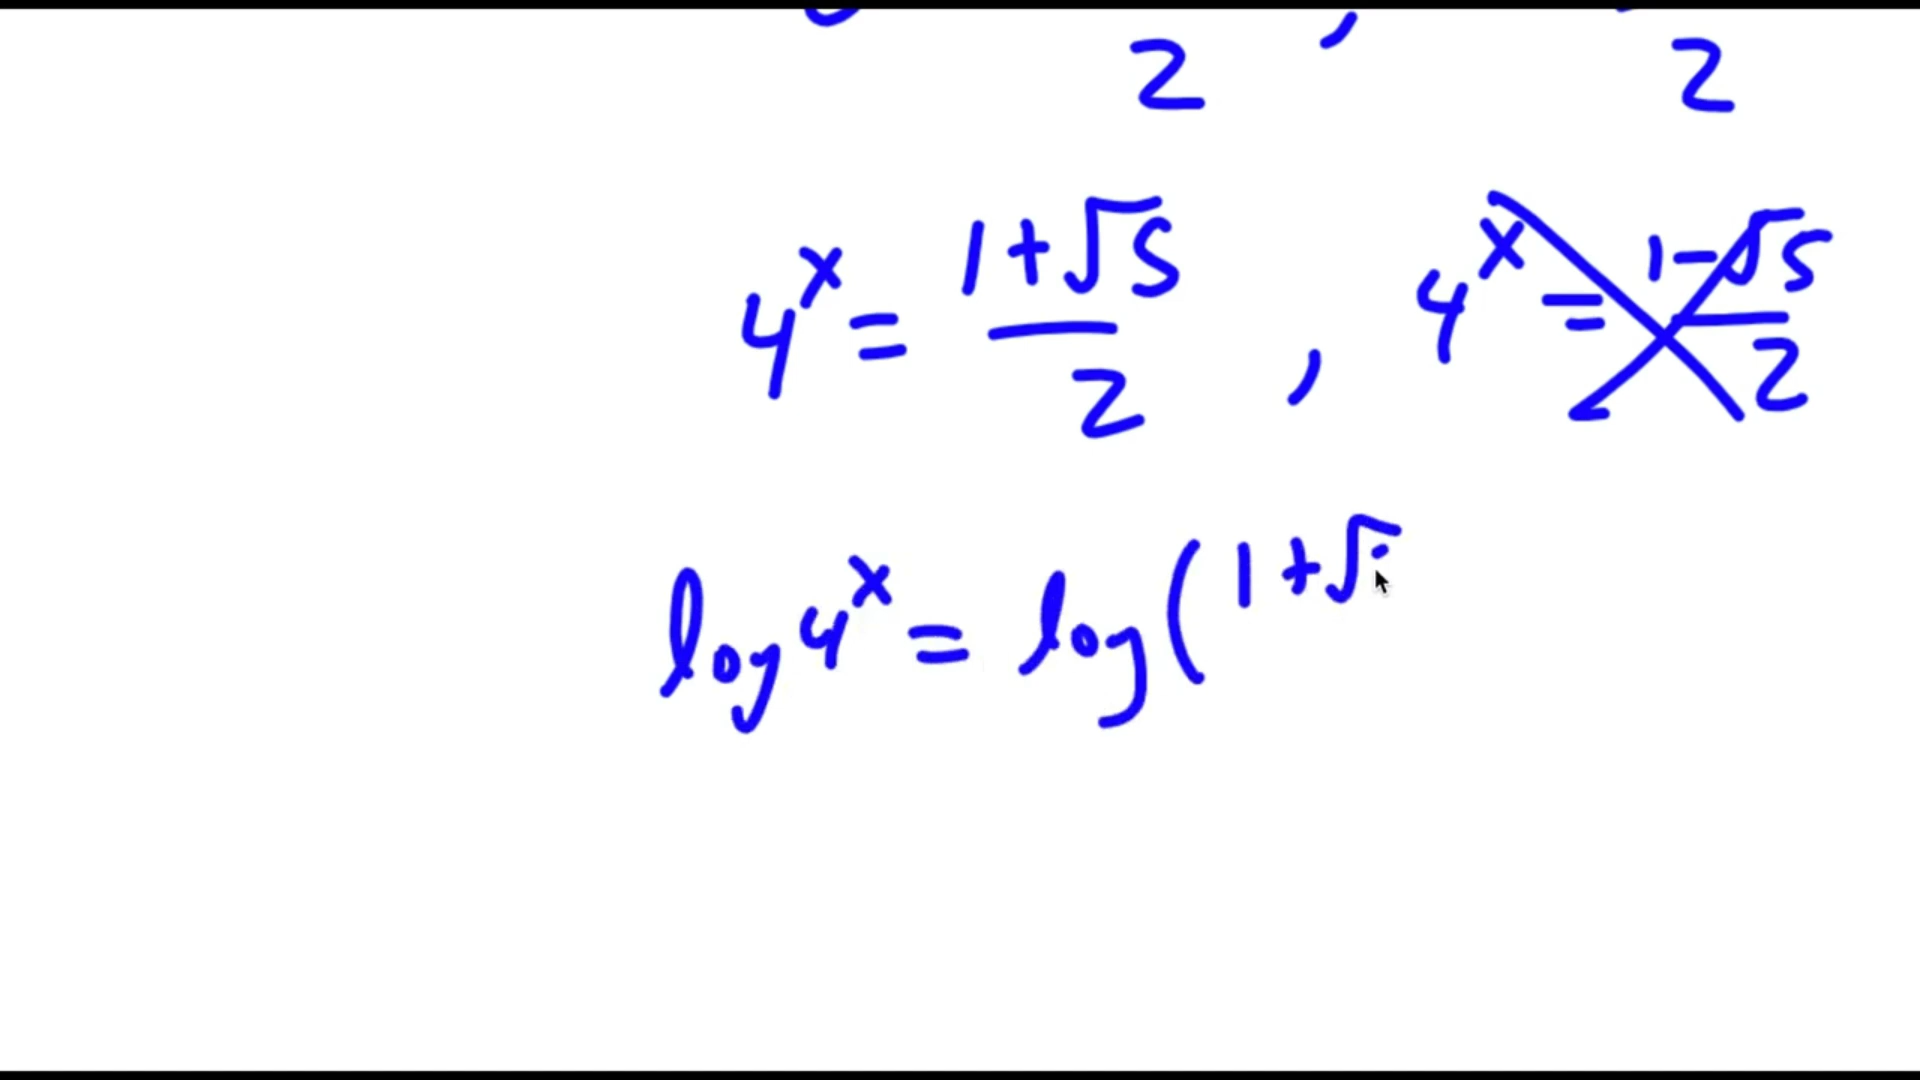 2 , 2
4^x = (1+√5)/2 , 4^x = (1-√5)/2
log 4^x = log(1+√